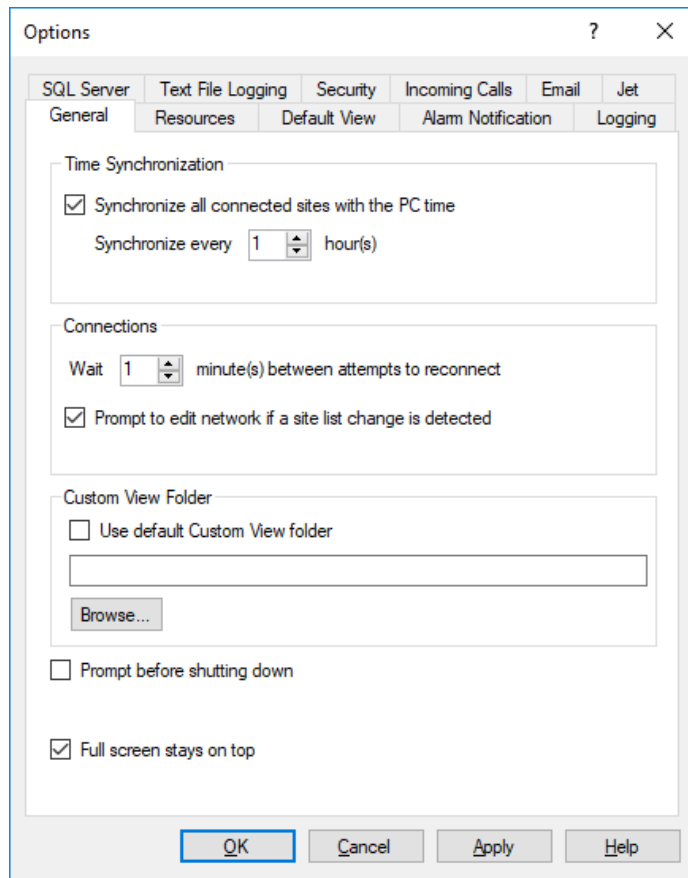 Options ?
SQL Server Text File Logging Security Incoming Calls Email Jet
General Resources Default View Alarm Notification Logging
Time Synchronization
Synchronize all connected sites with the PC time
Synchronize every 1 hour(s)
Connections
Wait 1 minute(s) between attempts to reconnect
Prompt to edit network if a site list change is detected
Custom View Folder
Use default Custom View folder
Browse...
Prompt before shutting down
Full screen stays on top
OK Cancel Apply Help